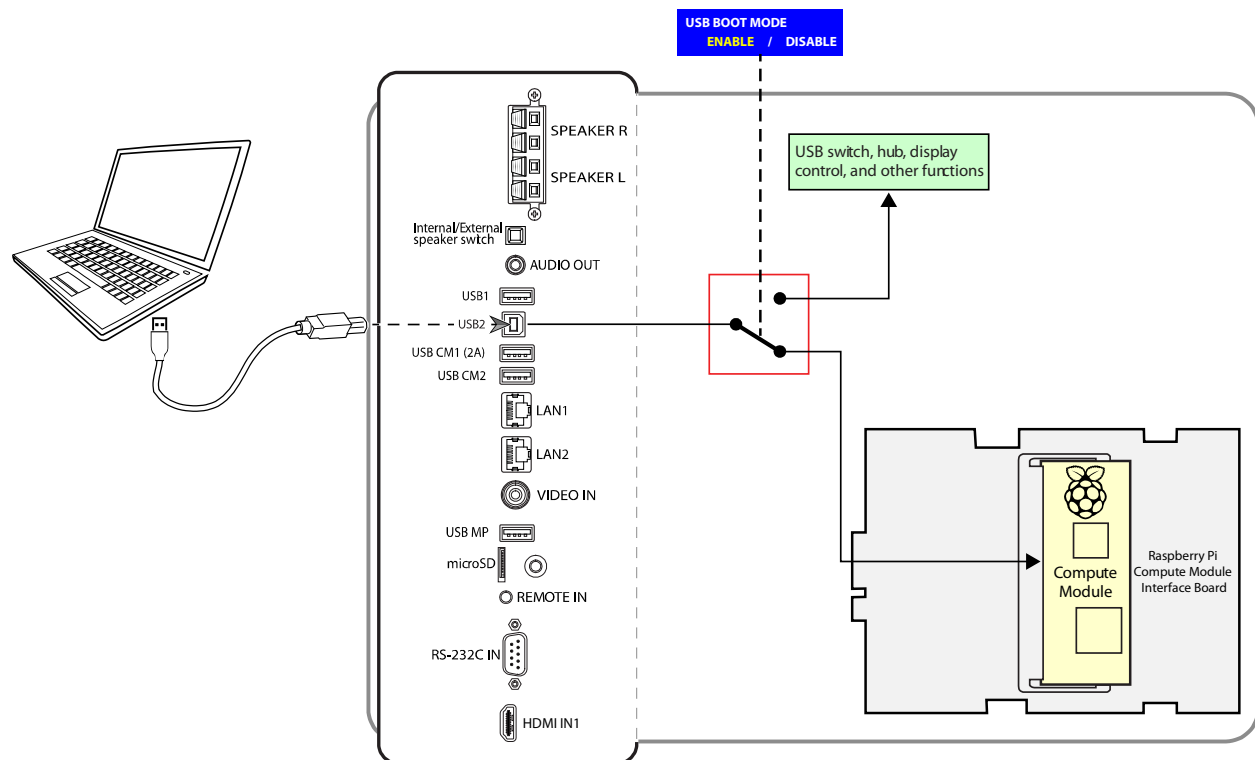 USB BOOT MODE
ENABLE / DISABLE
USB switch, hub, display
control, and other functions
SPEAKER R
SPEAKER L
Internal/External
speaker switch
AUDIO OUT
USB1
USB2
USB CM1 (2A)
USB CM2
LAN1
LAN2
VIDEO IN
USB MP
microSD
REMOTE IN
RS-232C IN
HDMI IN1
Compute
Module
Raspberry Pi
Compute Module
Interface Board